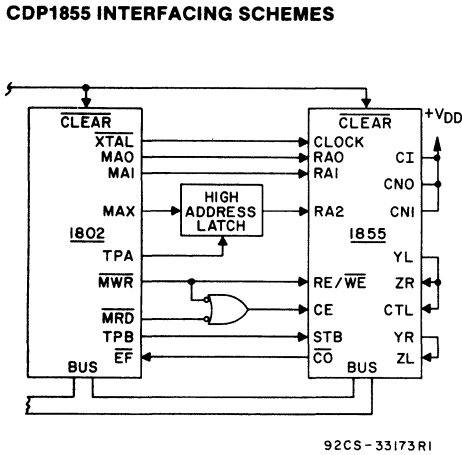 CDP1855 INTERFACING SCHEMES
CLEAR
CLEAR
+VDD
XTAL
CLOCK
CI
MA0
RA0
MA1
RA1
CN0
HIGH
ADDRESS
LATCH
MAX
RA2
CN1
1802
1855
TPA
YL
MWR
RE/WE
ZR
CE
CTL
MRD
TPB
STB
YR
EF
CO
ZL
BUS
BUS
92CS-33173R1